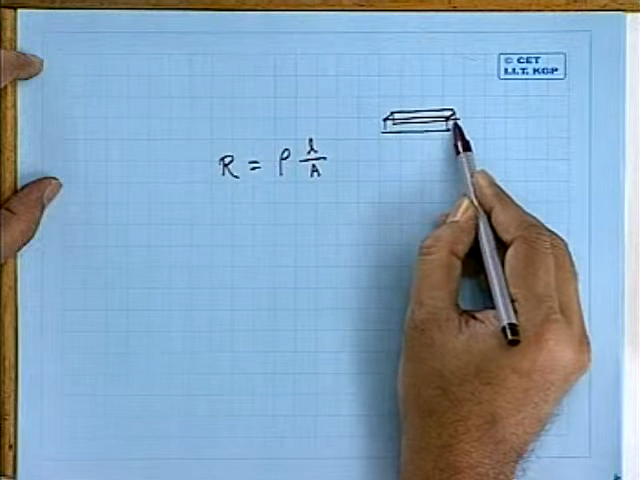 © CET
I.I.T. KGP
R = ρ l/A